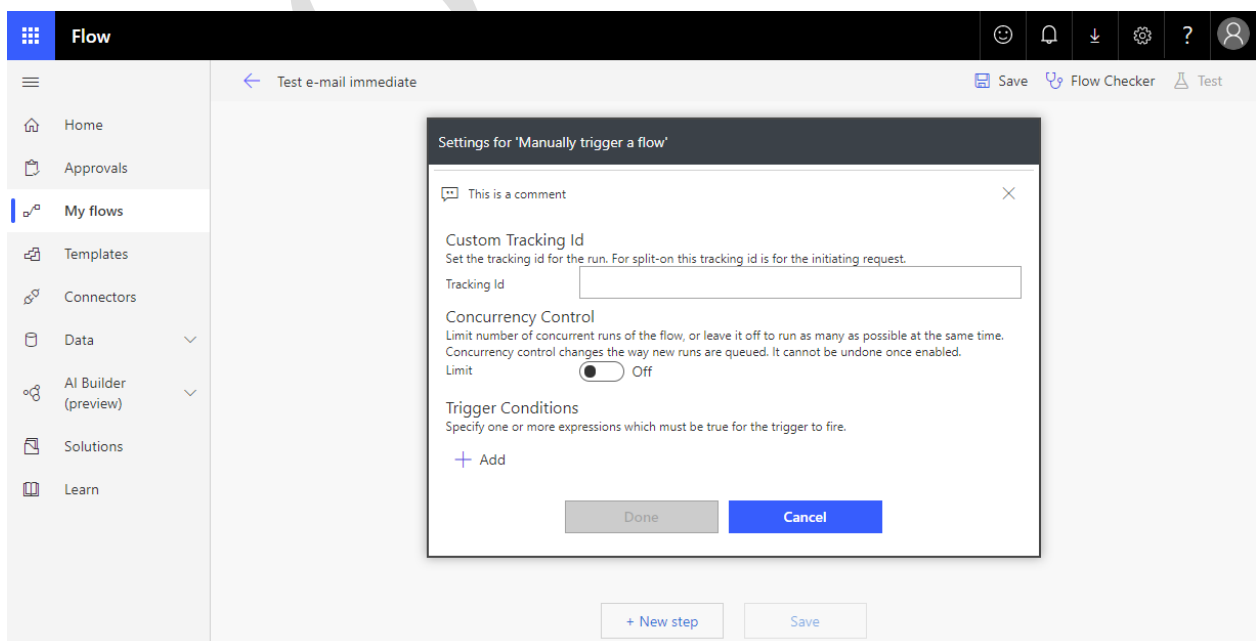 Flow
?
Test e-mail immediate
Save
Flow Checker
Test
Home
Approvals
My flows
Templates
Connectors
Data
AI Builder
(preview)
Solutions
Learn
Settings for 'Manually trigger a flow'
This is a comment
Custom Tracking Id
Set the tracking id for the run. For split-on this tracking id is for the initiating request.
Tracking Id
Concurrency Control
Limit number of concurrent runs of the flow, or leave it off to run as many as possible at the same time.
Concurrency control changes the way new runs are queued. It cannot be undone once enabled.
Limit
Off
Trigger Conditions
Specify one or more expressions which must be true for the trigger to fire.
+ Add
Done
Cancel
+ New step
Save